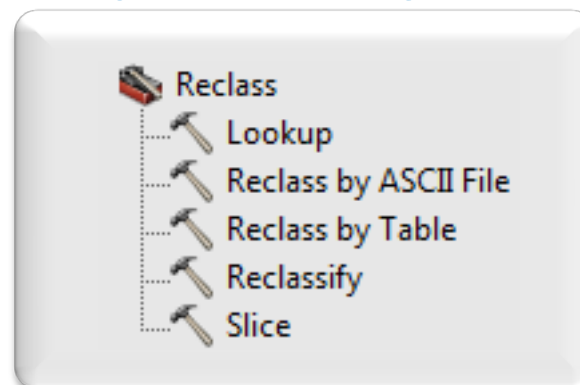 Reclass
Lookup
Reclass by ASCII File
Reclass by Table
Reclassify
Slice